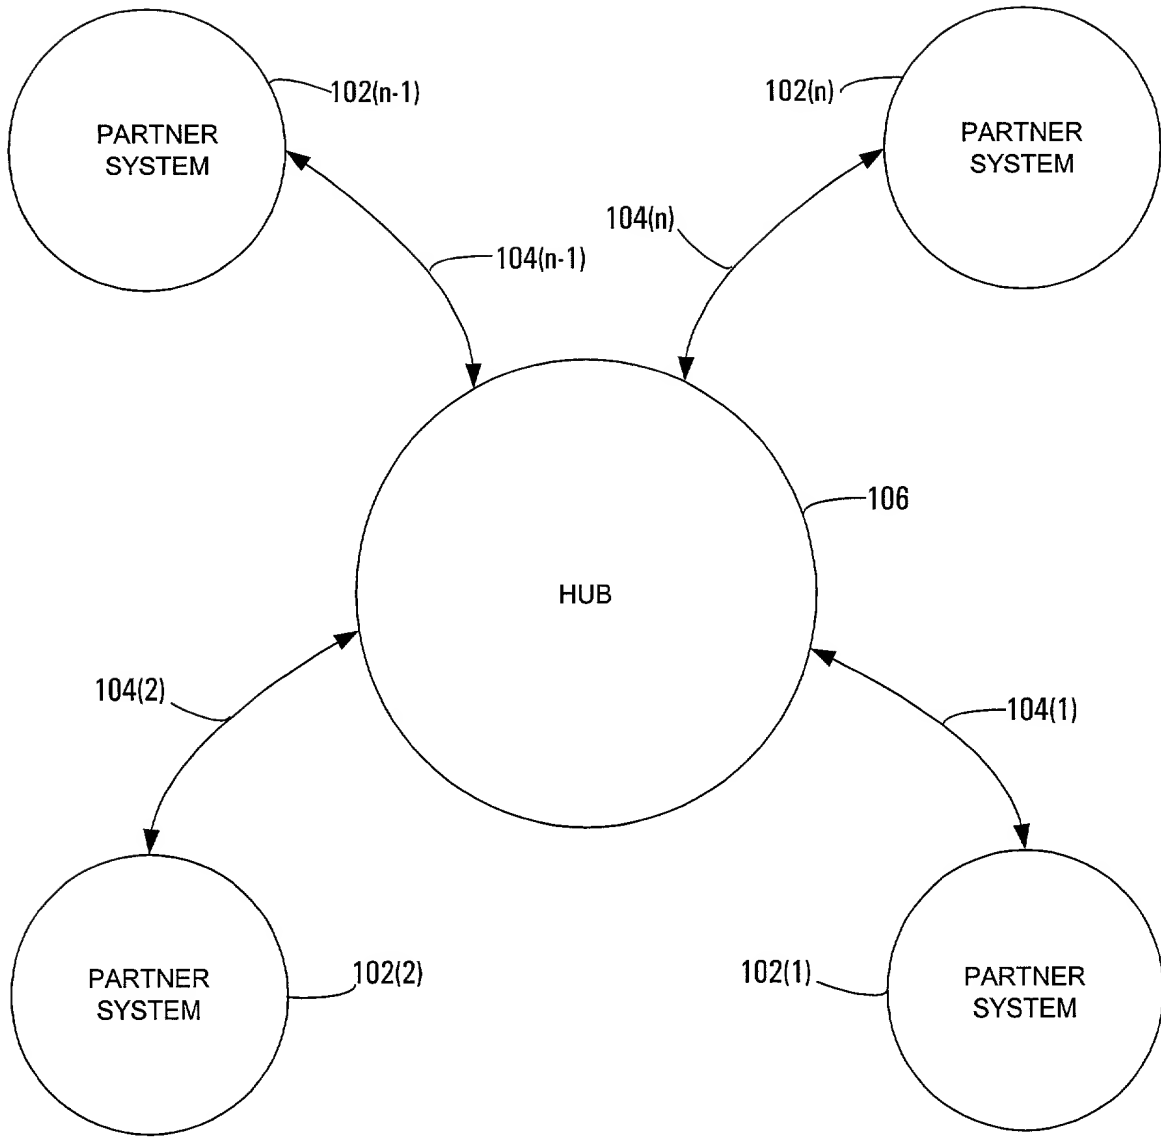 102(n-1)
102(n)
PARTNER
SYSTEM
PARTNER
SYSTEM
104(n)
104(n-1)
106
HUB
104(2)
104(1)
102(2)
102(1)
PARTNER
SYSTEM
PARTNER
SYSTEM